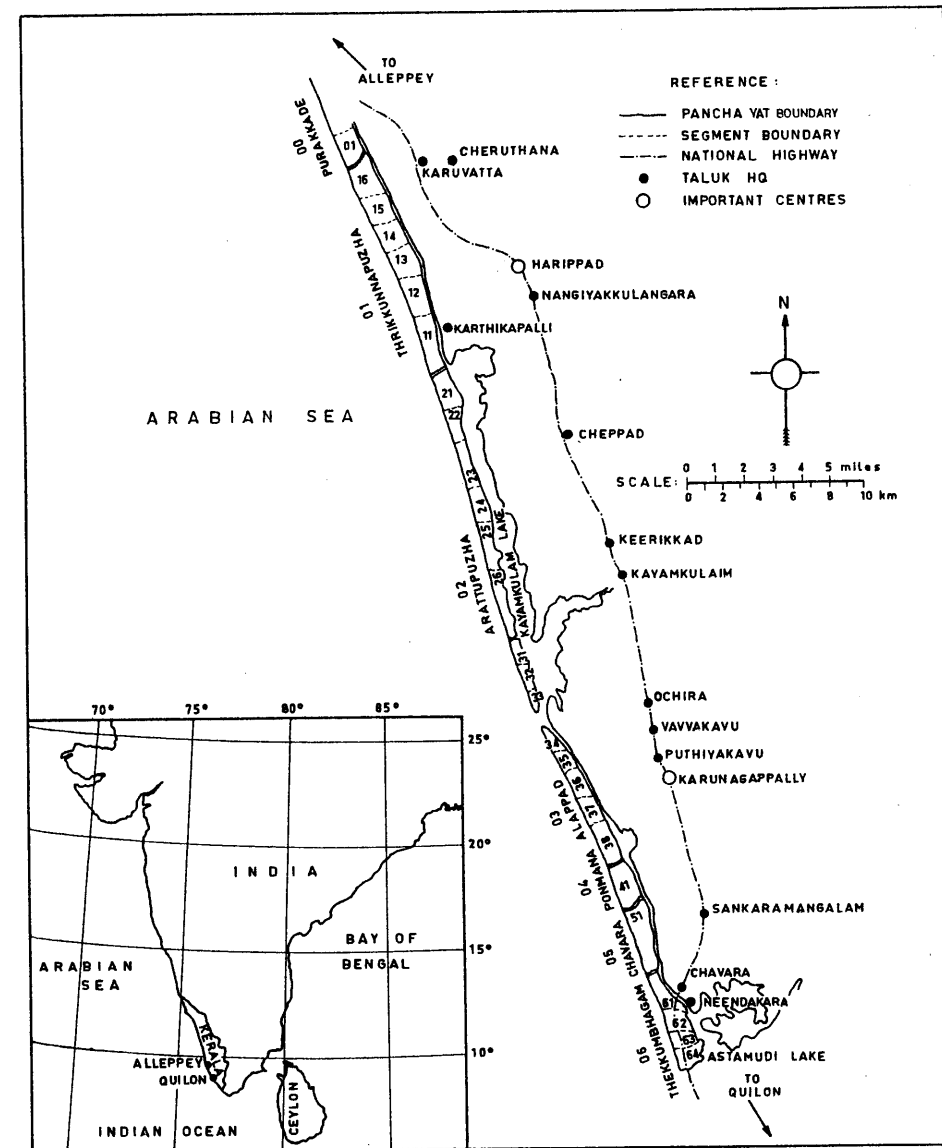 TO
ALLEPPEY
REFERENCE :
PANCHA YAT BOUNDARY
SEGMENT BOUNDARY
NATIONAL HIGHWAY
TALUK HQ
IMPORTANT CENTRES
00
PURAKKADE
01
CHERUTHANA
KARUVATTA
16
15
14
13
12
11
01
THRIKKUNNAPUZHA
HARIPPAD
NANGIYAKKULANGARA
KARTHIKAPALLI
N
21
22
ARABIAN SEA
CHEPPAD
0 1 2 3 4 5 miles
SCALE:
0 2 4 6 8 10 km
23
24
25
26
LAKE
KAYAMKULAM
02
ARATTUPUZHA
KEERIKKAD
KAYAMKULAIM
31
32
33
OCHIRA
VAVVAKAVU
PUTHIYAKAVU
KARUNAGAPPALLY
34
35
36
37
38
03
ALAPPAD
04
PONMANA
41
51
05
CHAVARA
SANKARAMANGALAM
CHAVARA
NEENDAKARA
61
62
63
64
06
THEKKUMBHAGAM
ASTAMUDI LAKE
TO
QUILON
70° 75° 80° 85°
25°
20°
15°
10°
INDIA
BAY OF
BENGAL
ARABIAN
SEA
KERALA
ALLEPPEY
QUILON
CEYLON
INDIAN OCEAN